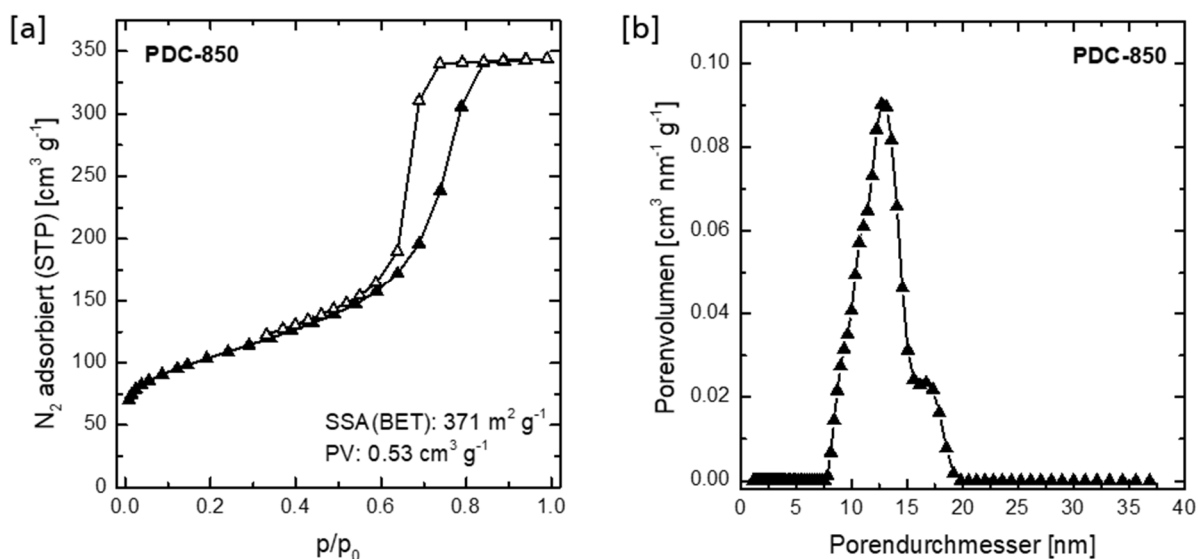 [a]
PDC-850
350
300
250
200
150
100
50
0
N₂ adsorbiert (STP) [cm³ g⁻¹]
SSA(BET): 371 m² g⁻¹
PV: 0.53 cm³ g⁻¹
0.0 0.2 0.4 0.6 0.8 1.0
p/p₀
[b]
PDC-850
0.10
0.08
0.06
0.04
0.02
0.00
Porenvolumen [cm³ nm⁻¹ g⁻¹]
0 5 10 15 20 25 30 35 40
Porendurchmesser [nm]